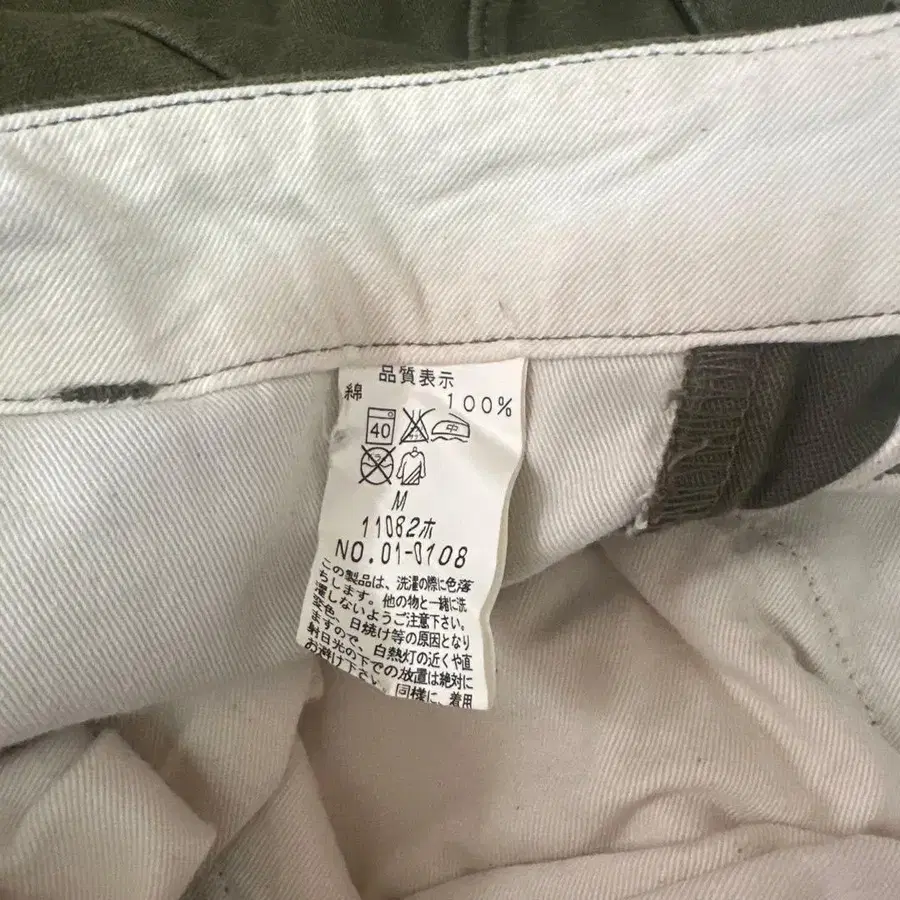 品質表示
綿 100%
40 中
M
11082ホ
NO.01-0108
この製品は、洗濯の際に色落
ちします。他の物と一緒に洗
濯しないようご注意下さい。
変色、日焼け等の原因となり
ますので、白熱灯の近くや直
射日光の下での放置は絶対に
お避け下さい。同様に、着用